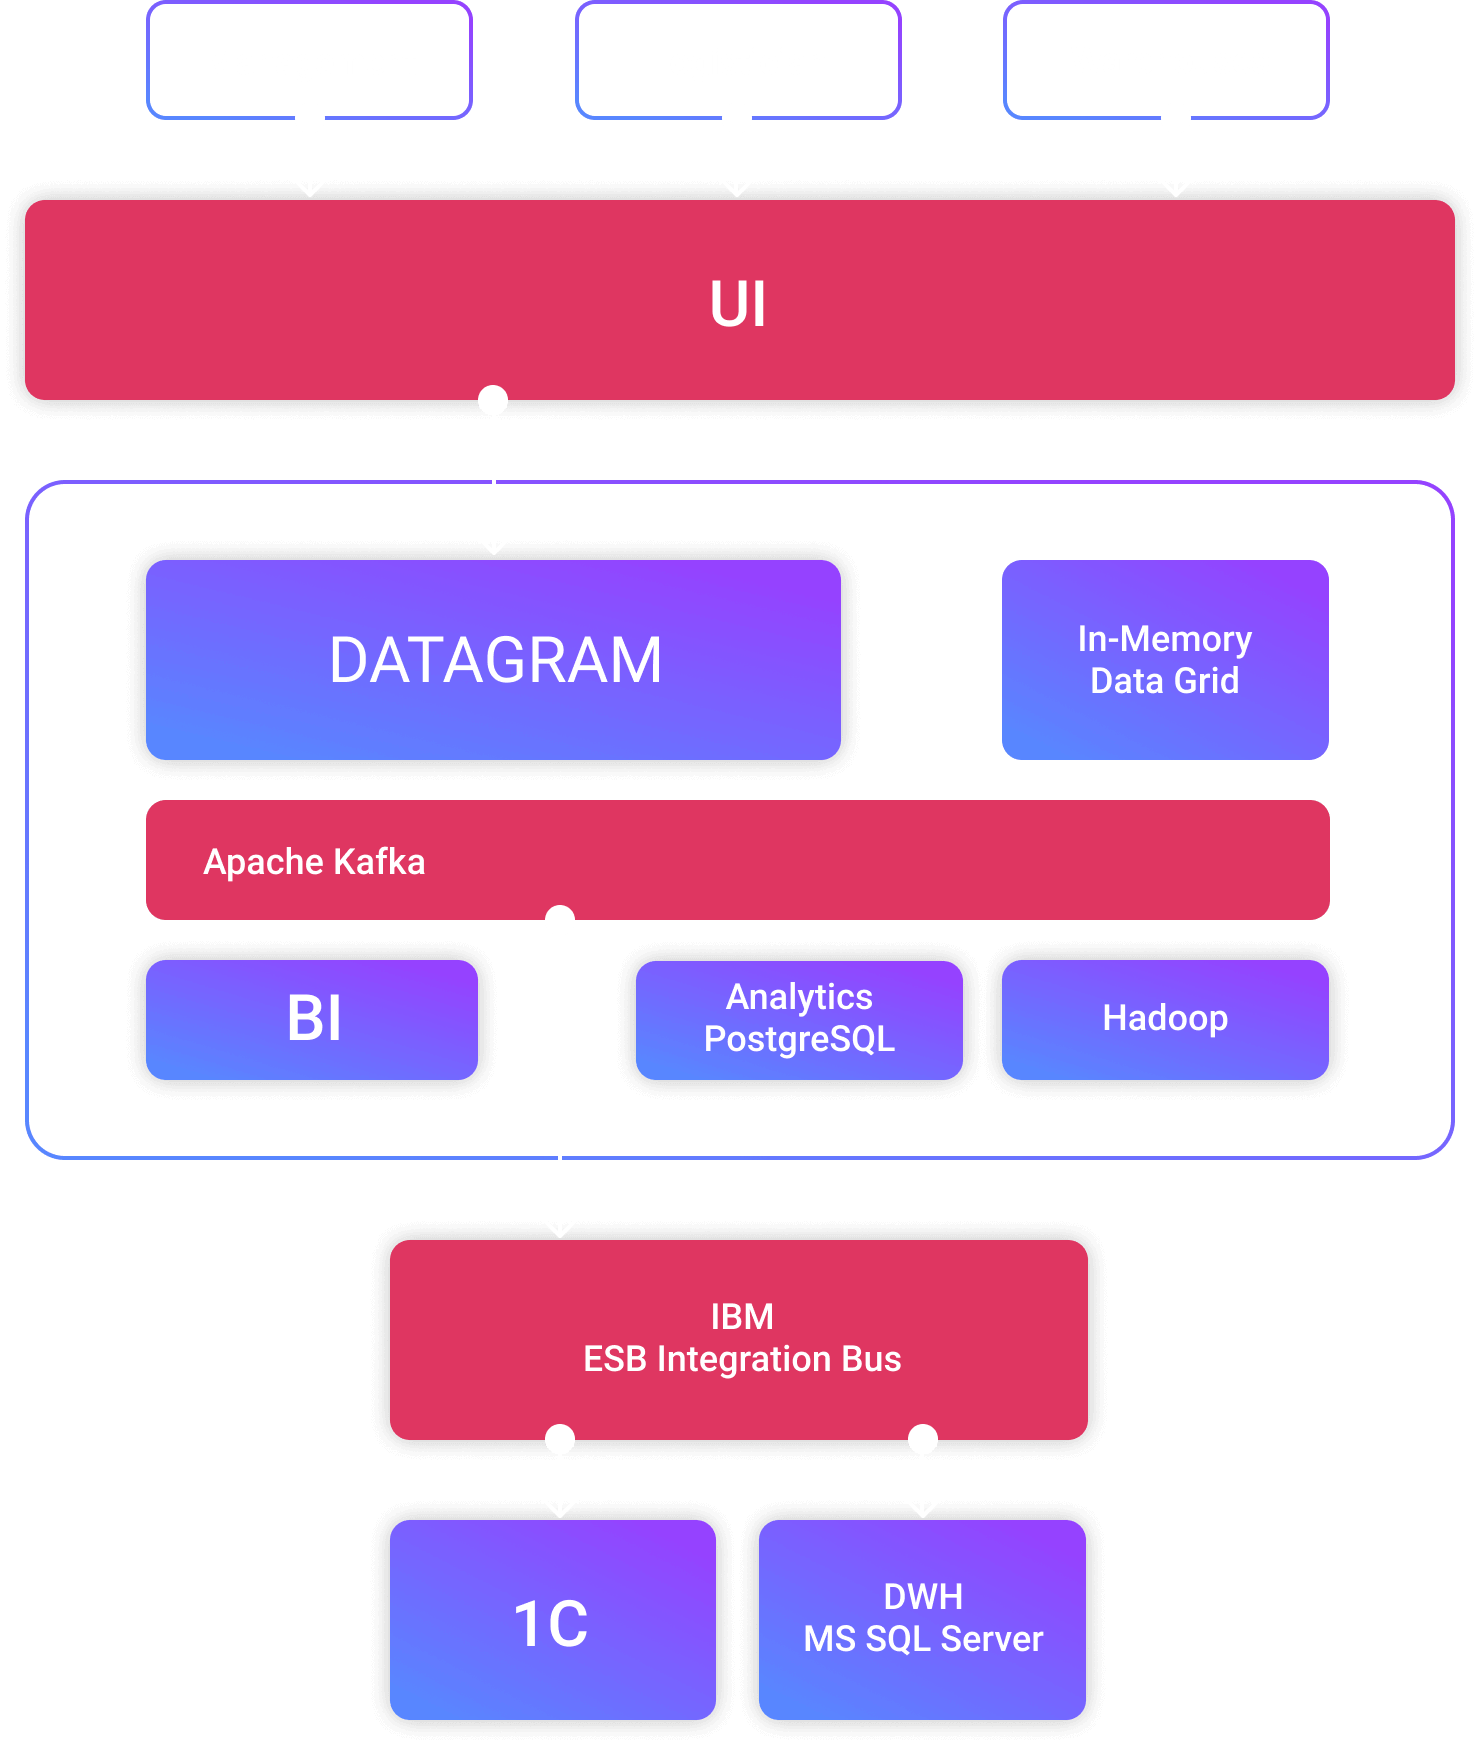 UI
DATAGRAM
In-Memory
Data Grid
Apache Kafka
BI
Analytics
PostgreSQL
Hadoop
IBM
ESB Integration Bus
1C
DWH
MS SQL Server